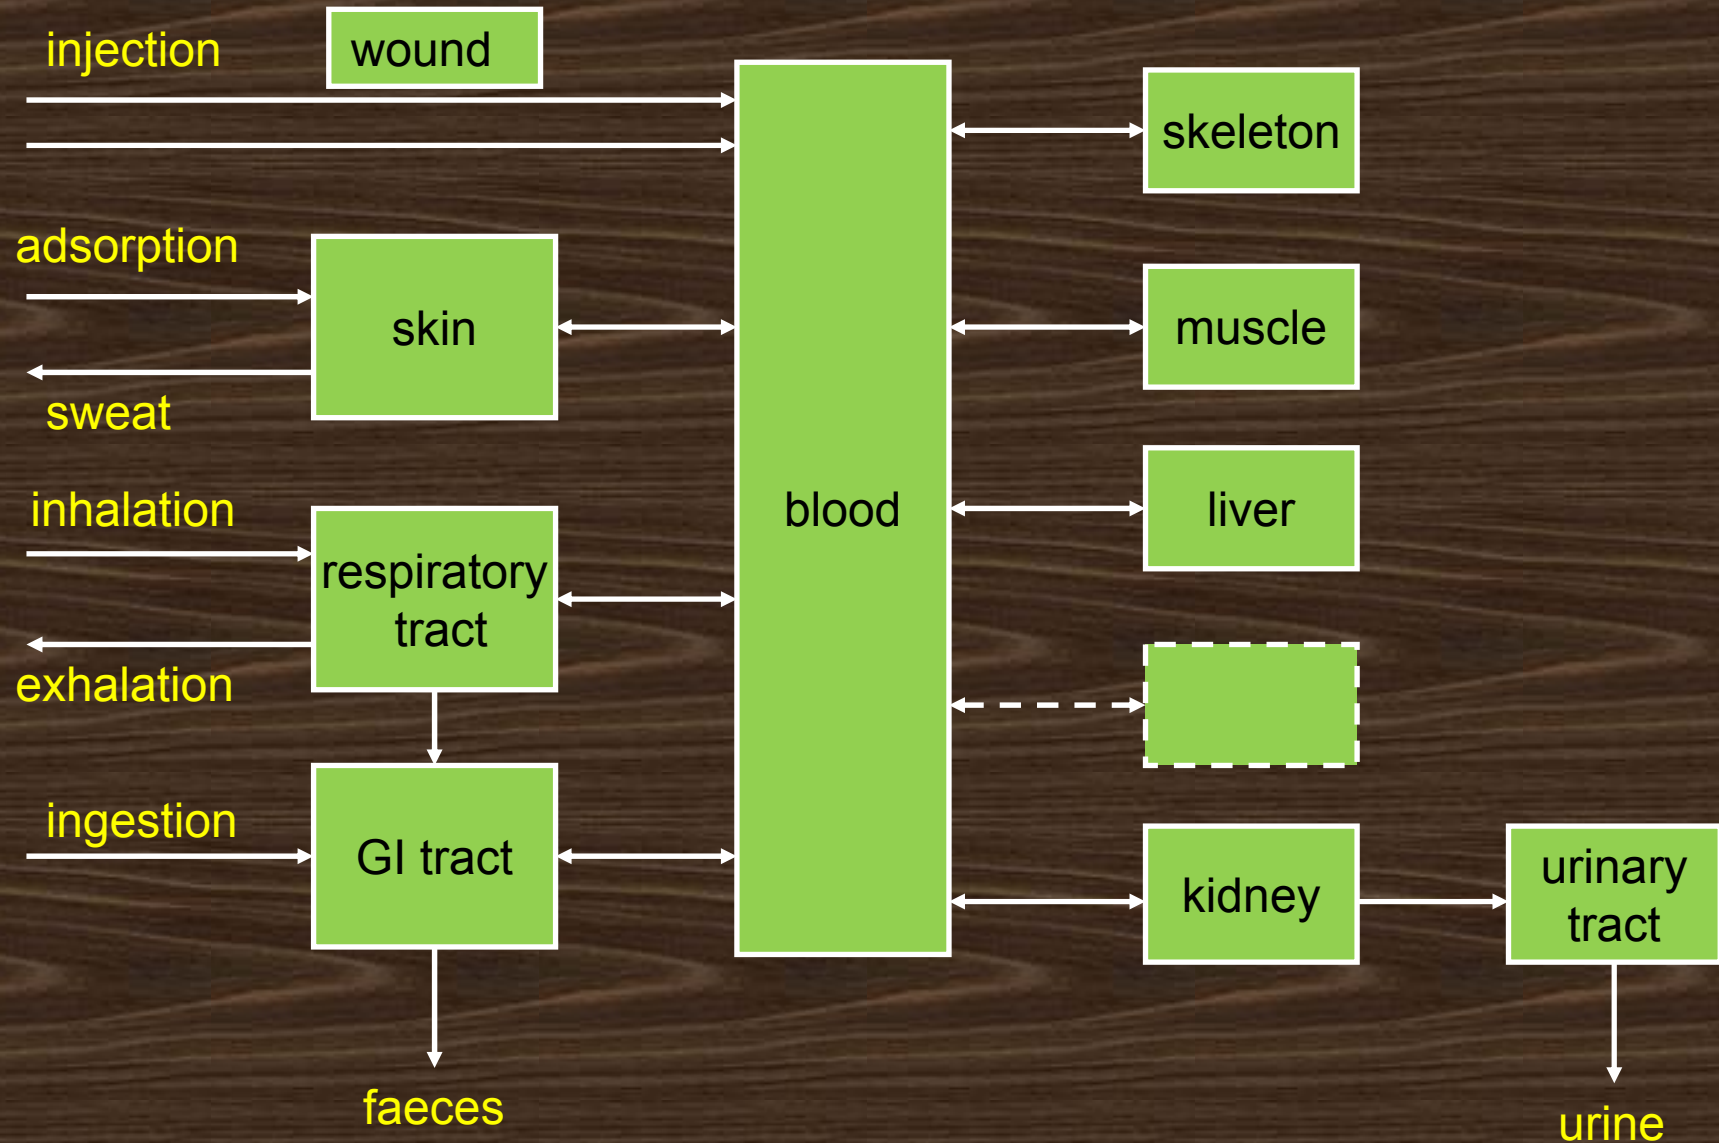 injection
wound
skeleton
adsorption
skin
muscle
sweat
inhalation
respiratory
tract
blood
liver
exhalation
ingestion
GI tract
kidney
urinary
tract
faeces
urine